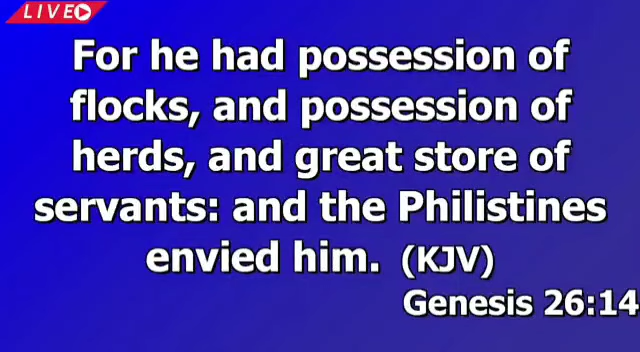 LIVE
For he had possession of
flocks, and possession of
herds, and great store of
servants: and the Philistines
envied him. (KJV)
Genesis 26:14